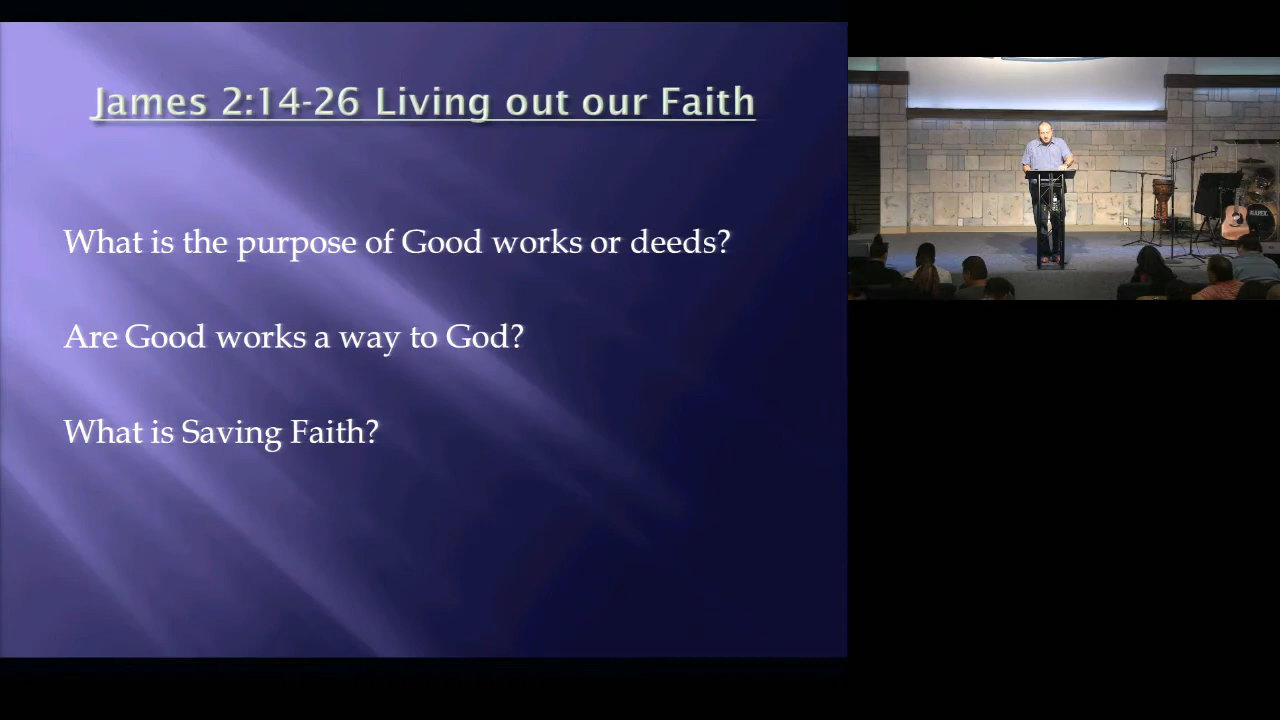 James 2:14-26 Living out our Faith
What is the purpose of Good works or deeds?
Are Good works a way to God?
What is Saving Faith?
MAPEX